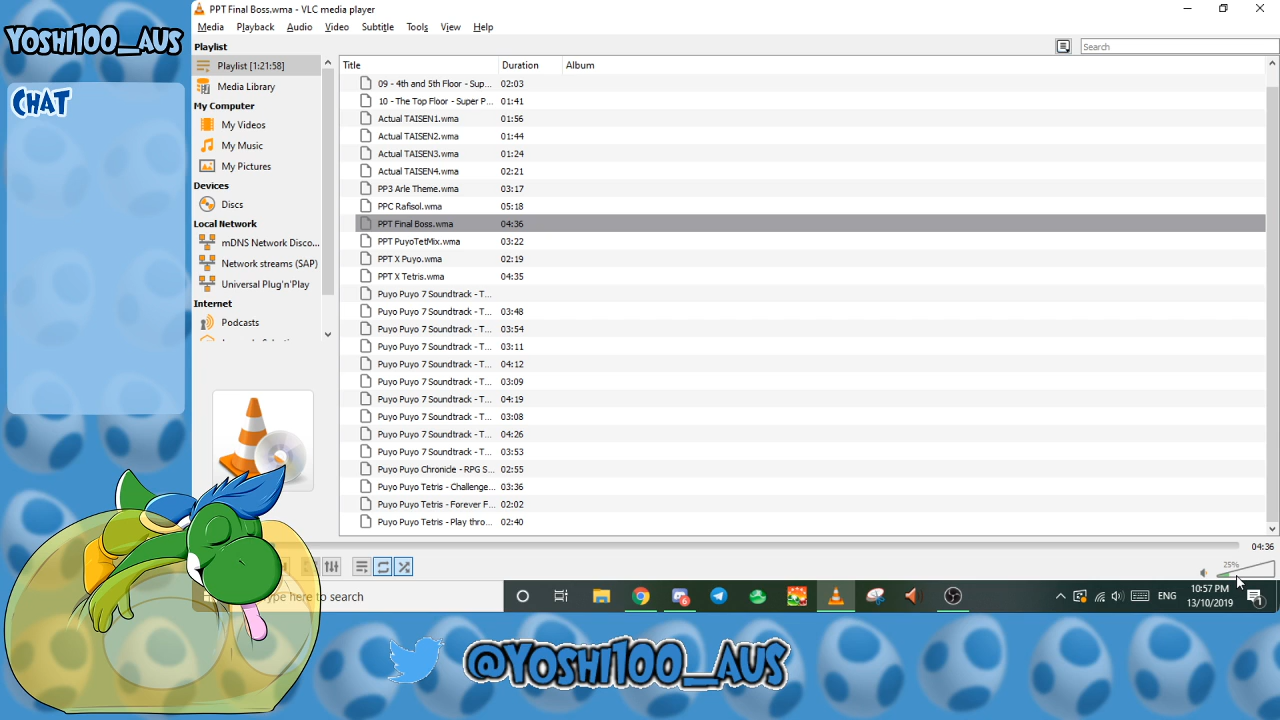 YOSHI100_AUS
CHAT
PPT Final Boss.wma - VLC media player
Media Playback Audio Video Subtitle Tools View Help
Playlist
Search
Playlist [1:21:58]
Media Library
My Computer
My Videos
My Music
My Pictures
Devices
Discs
Local Network
mDNS Network Disco...
Network streams (SAP)
Universal Plug'n'Play
Internet
Podcasts
Title Duration Album
09 - 4th and 5th Floor - Sup... 02:03
10 - The Top Floor - Super P... 01:41
Actual TAISEN1.wma 01:56
Actual TAISEN2.wma 01:44
Actual TAISEN3.wma 01:24
Actual TAISEN4.wma 02:21
PP3 Arle Theme.wma 03:17
PPC Rafisol.wma 05:18
PPT Final Boss.wma 04:36
PPT PuyoTetMix.wma 03:22
PPT X Puyo.wma 02:19
PPT X Tetris.wma 04:35
Puyo Puyo 7 Soundtrack - T...
Puyo Puyo 7 Soundtrack - T... 03:48
Puyo Puyo 7 Soundtrack - T... 03:54
Puyo Puyo 7 Soundtrack - T... 03:11
Puyo Puyo 7 Soundtrack - T... 04:12
Puyo Puyo 7 Soundtrack - T... 03:09
Puyo Puyo 7 Soundtrack - T... 04:19
Puyo Puyo 7 Soundtrack - T... 03:08
Puyo Puyo 7 Soundtrack - T... 04:26
Puyo Puyo 7 Soundtrack - T... 03:53
Puyo Puyo Chronicle - RPG S... 02:55
Puyo Puyo Tetris - Challenge... 03:36
Puyo Puyo Tetris - Forever F... 02:02
Puyo Puyo Tetris - Play thro... 02:40
04:36
25%
here to search
ENG
10:57 PM
13/10/2019
1
@YOSHI100_AUS